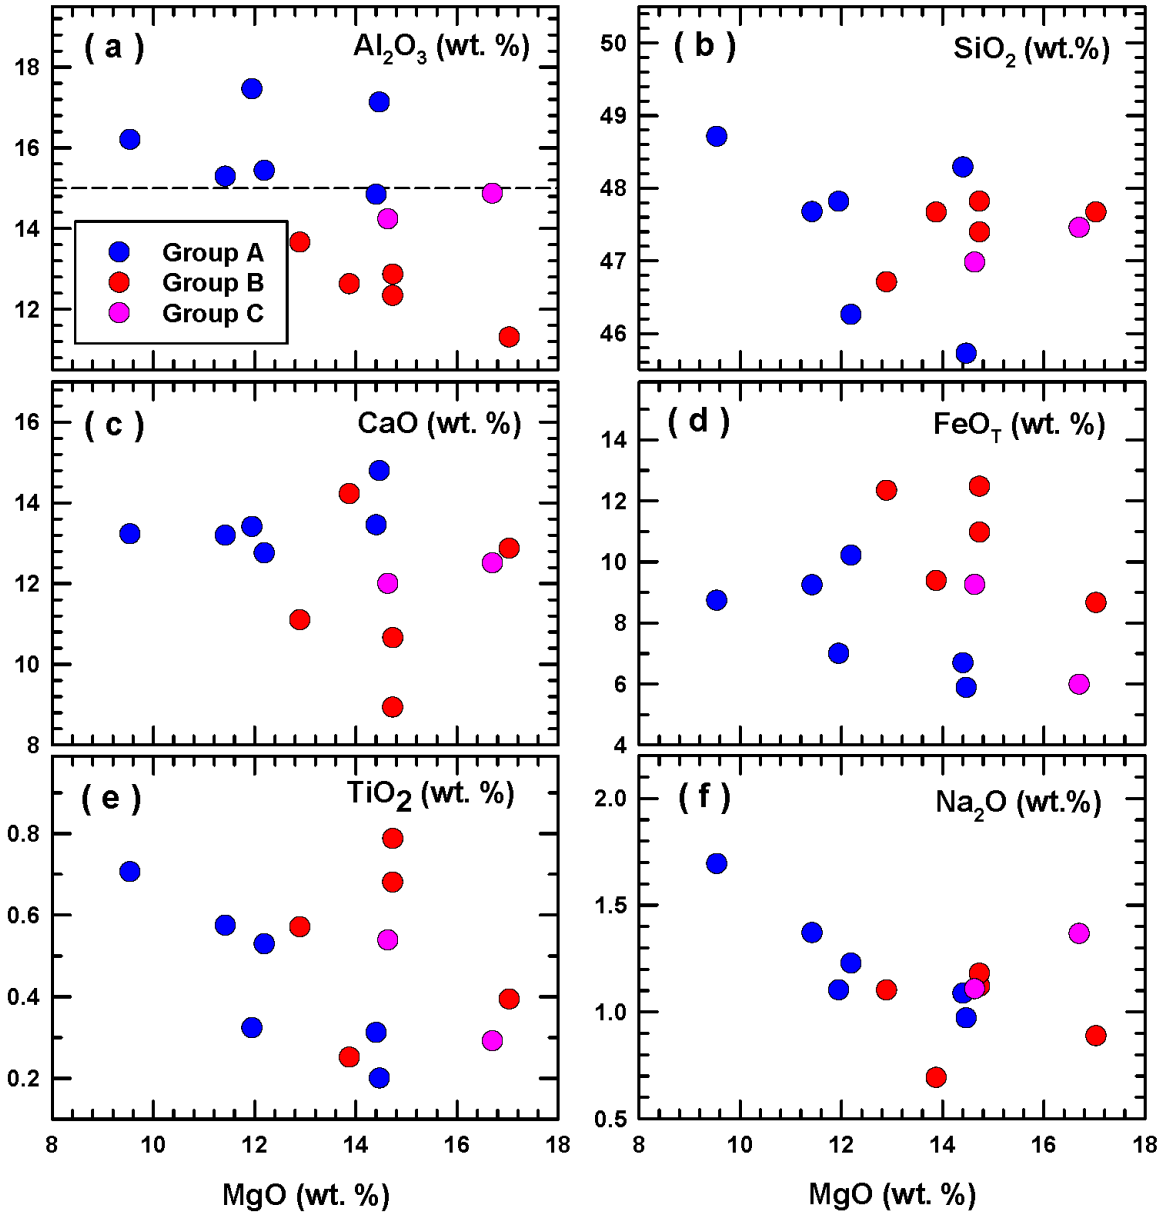 ( a )
Al₂O₃ (wt. %)
18
16
14
12
Group A
Group B
Group C
( b )
SiO₂ (wt.%)
50
49
48
47
46
( c )
CaO (wt. %)
16
14
12
10
8
( d )
FeO_T (wt. %)
14
12
10
8
6
4
( e )
TiO₂ (wt. %)
0.8
0.6
0.4
0.2
8 10 12 14 16 18
MgO (wt. %)
( f )
Na₂O (wt.%)
2.0
1.5
1.0
0.5
8 10 12 14 16 18
MgO (wt. %)